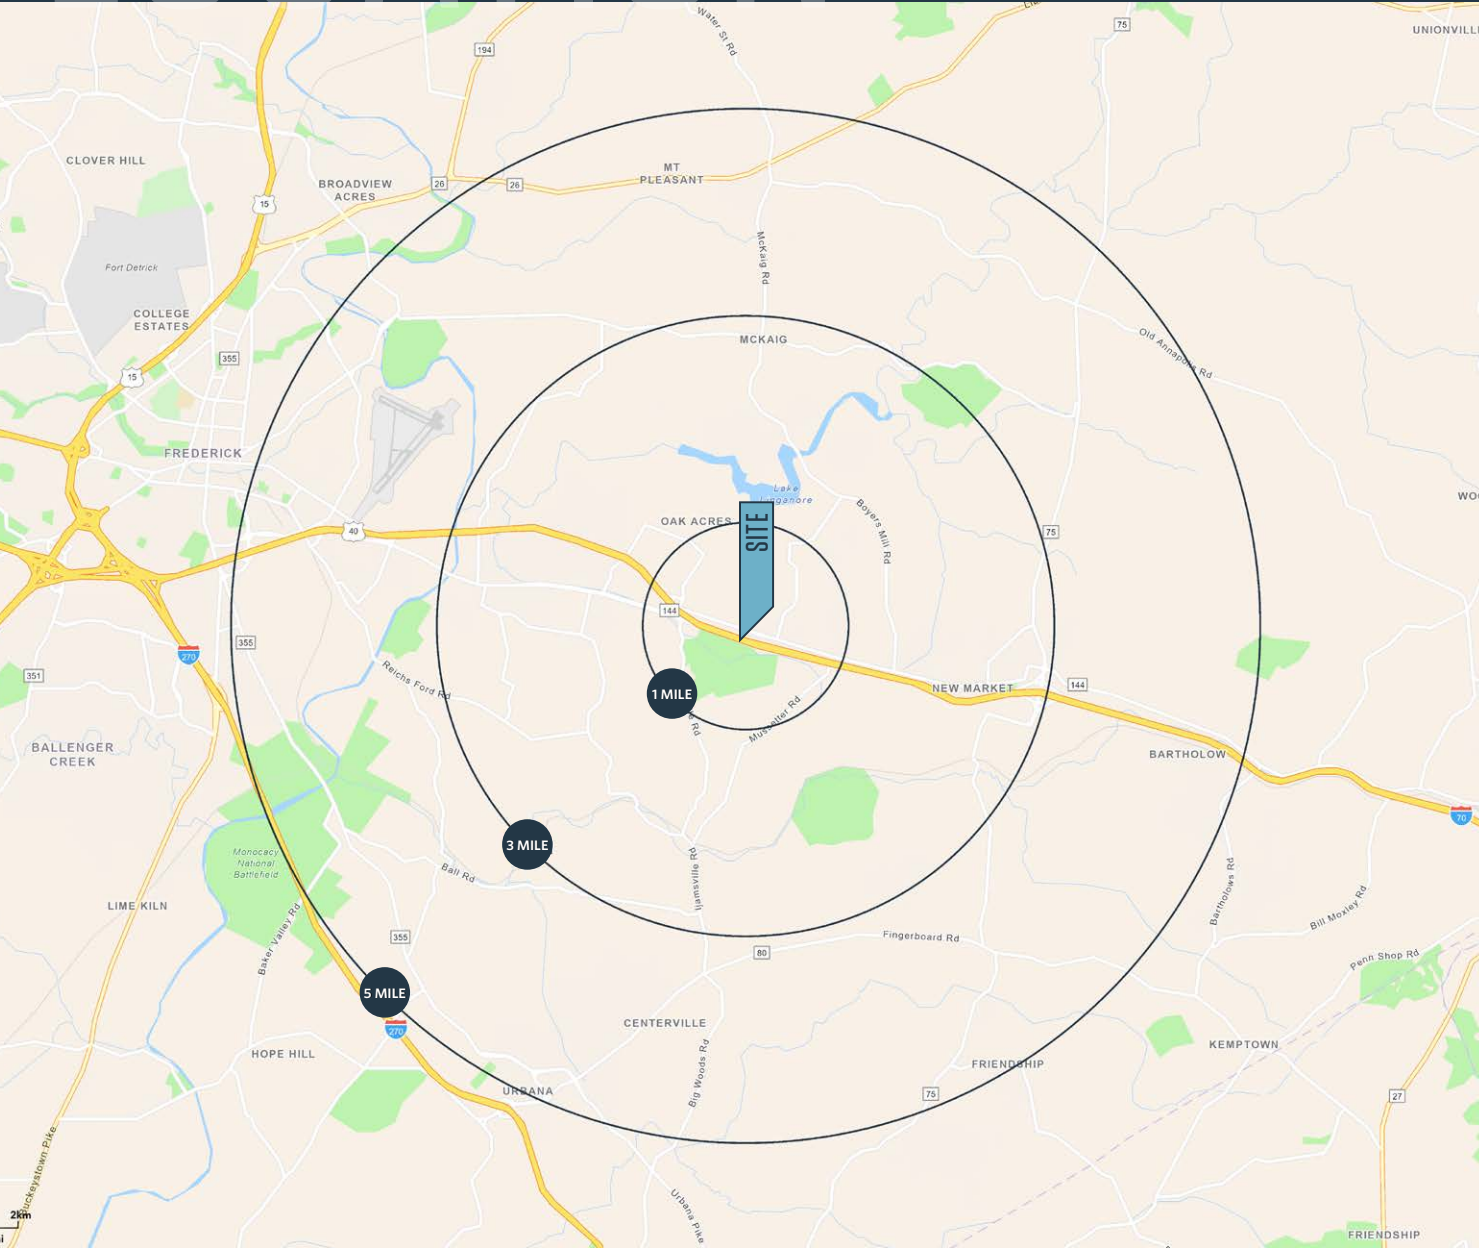 Water St Rd
75
UNIONVILL
194
CLOVER HILL
MT
PLEASANT
BROADVIEW
ACRES
26
26
15
McKaig Rd
Fort Detrick
COLLEGE
ESTATES
MCKAIG
Old Annapolis Rd
355
15
FREDERICK
Lake
Linganore
WO
OAK ACRES
SITE
Boyers Mill Rd
40
75
144
355
270
351
Reichs Ford Rd
1 MILE
NEW MARKET
144
Mussetter Rd
e Rd
BALLENGER
CREEK
BARTHOLOW
70
3 MILE
Monocacy
National
Battlefield
Ball Rd
Ijamsville Rd
Bartholows Rd
Bill Moxley Rd
LIME KILN
Baker Valley Rd
355
Fingerboard Rd
80
Penn Shop Rd
5 MILE
270
CENTERVILLE
KEMPTOWN
HOPE HILL
FRIENDSHIP
Big Woods Rd
URBANA
75
27
Buckeystown Pike
Urbana Pike
2km
FRIENDSHIP